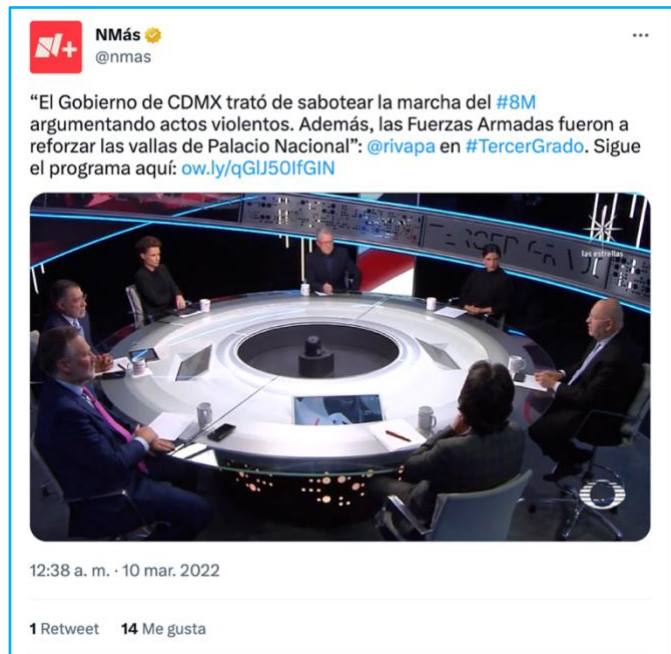 NMás
@nmas
“El Gobierno de CDMX trató de sabotear la marcha del #8M
argumentando actos violentos. Además, las Fuerzas Armadas fueron a
reforzar las vallas de Palacio Nacional”: @rivapa en #TercerGrado. Sigue
el programa aquí: ow.ly/qGlJ50IfGIN
las estrellas
12:38 a. m. · 10 mar. 2022
1 Retweet 14 Me gusta